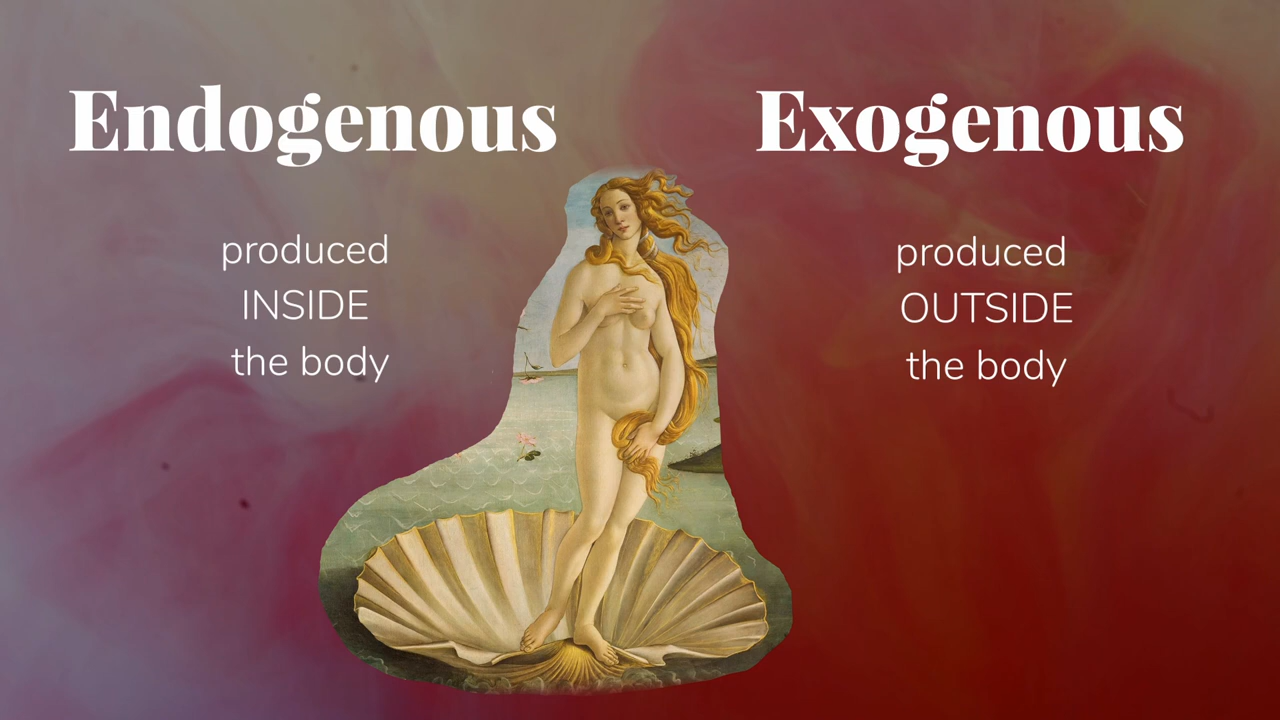 Endogenous
produced
INSIDE
the body
Exogenous
produced
OUTSIDE
the body